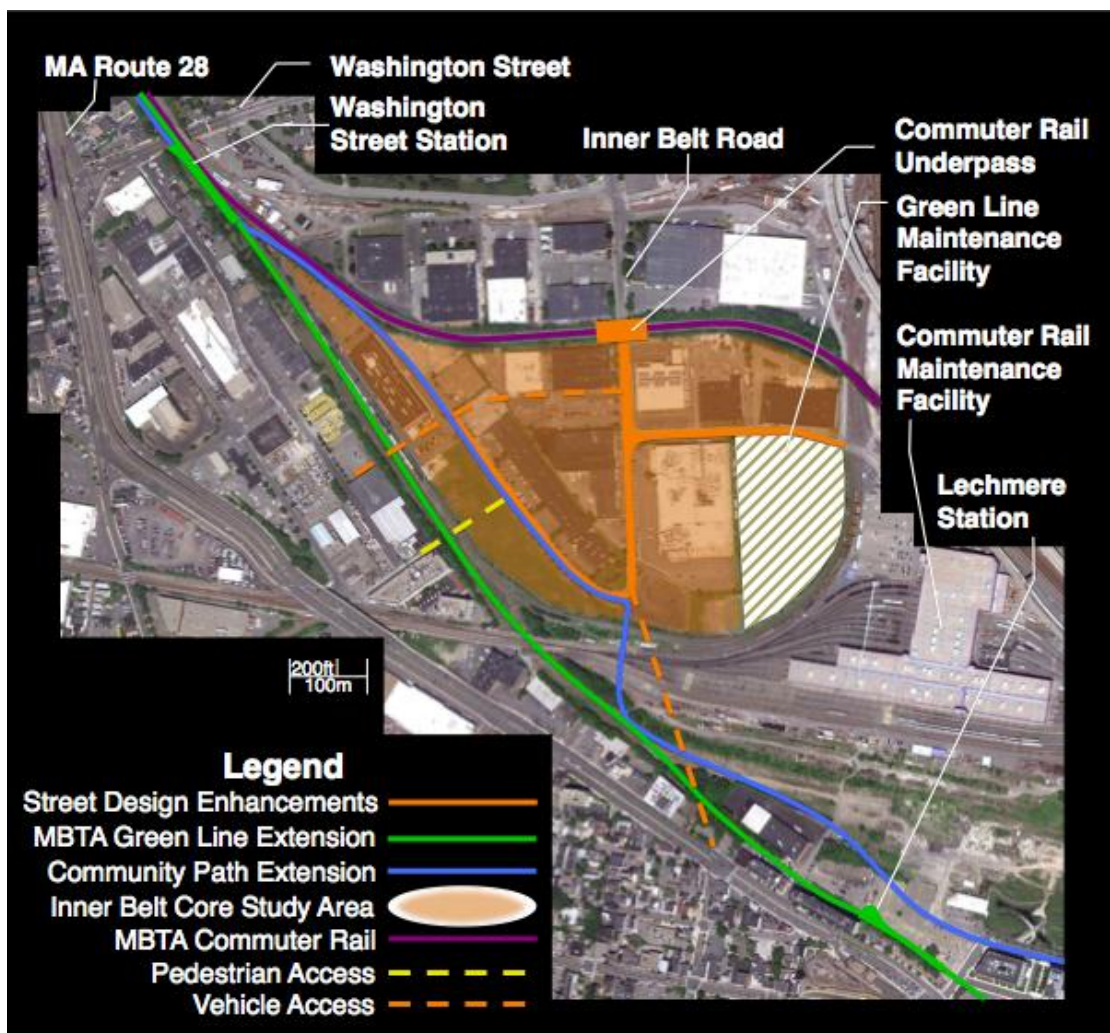 MA Route 28
Washington Street
Washington
Street Station
Inner Belt Road
Commuter Rail
Underpass
Green Line
Maintenance
Facility
Commuter Rail
Maintenance
Facility
Lechmere
Station
200ft
100m
Legend
Street Design Enhancements
MBTA Green Line Extension
Community Path Extension
Inner Belt Core Study Area
MBTA Commuter Rail
Pedestrian Access
Vehicle Access